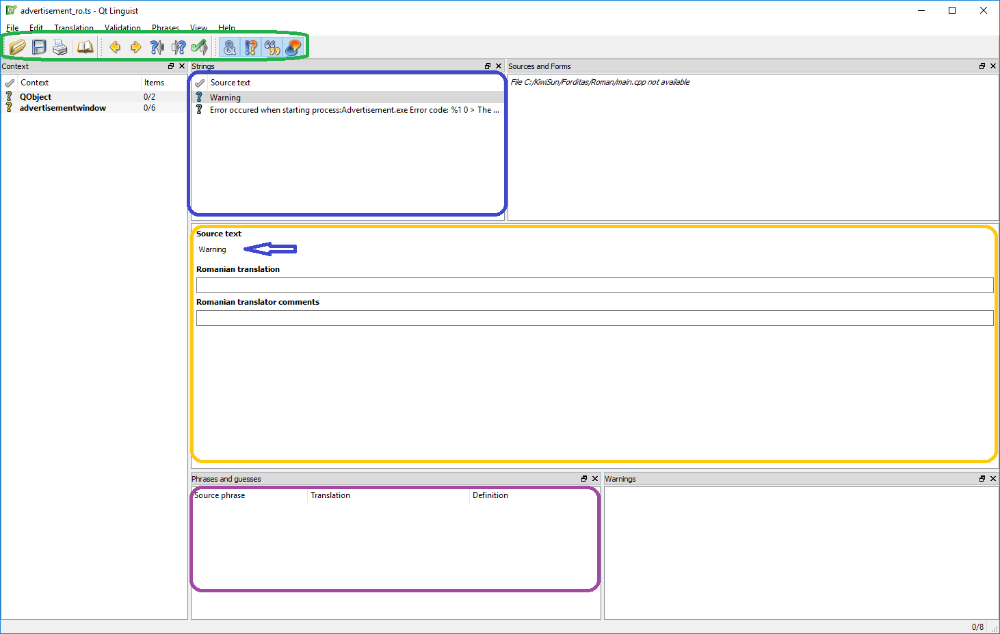 advertisement_ro.ts - Qt Linguist
File Edit Translation Validation Phrases View Help
Context
Context Items
QObject 0/2
advertisementwindow 0/6
Strings
Source text
Warning
Error occured when starting process:Advertisement.exe Error code: %1 0 > The ...
Sources and Forms
File C:/KiwiSun/Forditas/Roman/main.cpp not available
Source text
Warning
Romanian translation
Romanian translator comments
Phrases and guesses
Source phrase Translation Definition
Warnings
0/8